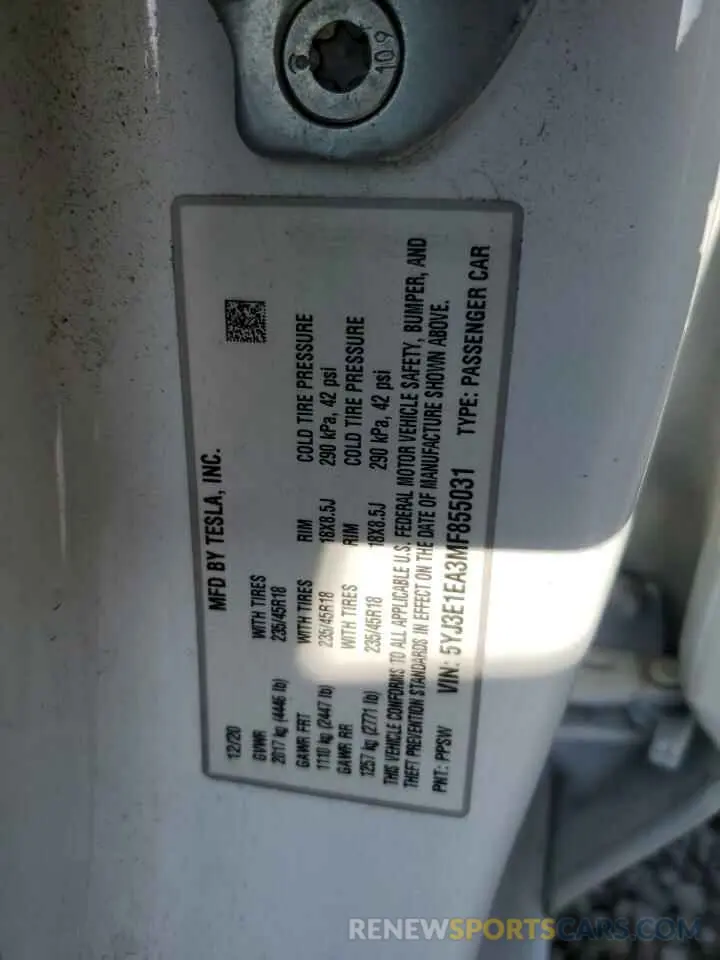 10.9
MFD BY TESLA, INC.
12/20
GVWR WITH TIRES
2017 kg (4446 lb) 235/45R18
GAWR FRT WITH TIRES RIM COLD TIRE PRESSURE
1110 kg (2447 lb) 235/45R18 18X8.5J 290 kPa, 42 psi
GAWR RR WITH TIRES RIM COLD TIRE PRESSURE
1257 kg (2771 lb) 235/45R18 18X8.5J 290 kPa, 42 psi
THIS VEHICLE CONFORMS TO ALL APPLICABLE U.S. FEDERAL MOTOR VEHICLE SAFETY, BUMPER, AND
THEFT PREVENTION STANDARDS IN EFFECT ON THE DATE OF MANUFACTURE SHOWN ABOVE.
PNT: PPSW VIN: 5YJ3E1EA3MF855031 TYPE: PASSENGER CAR
RENEWSPORTSCARS.COM